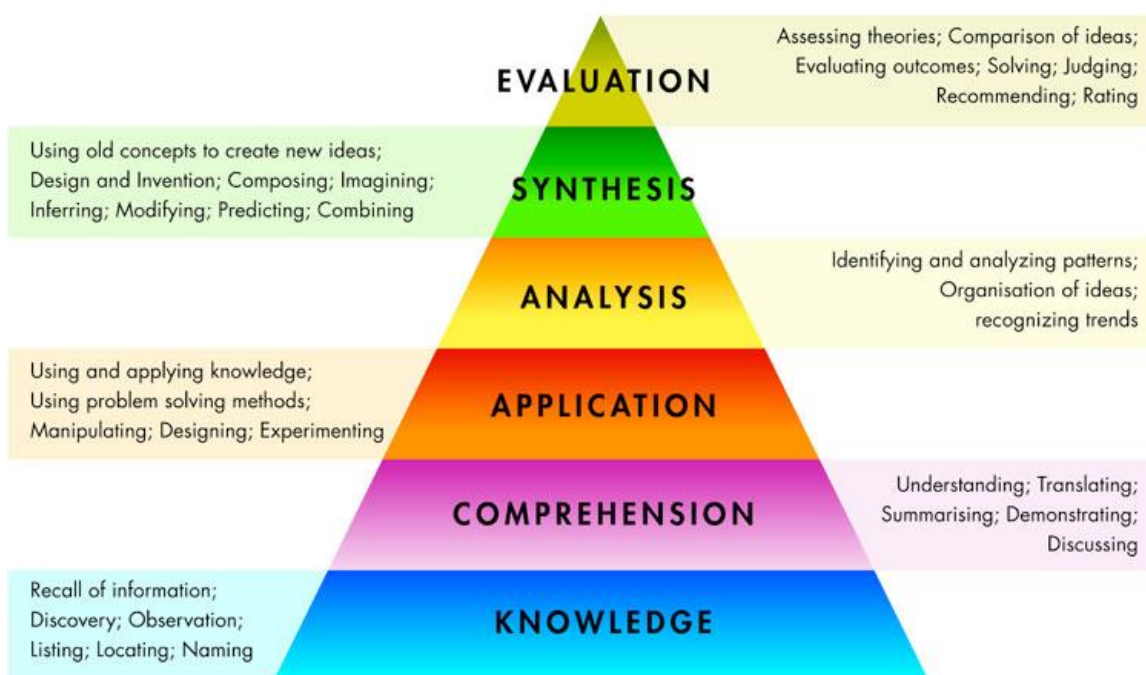 EVALUATION
Assessing theories; Comparison of ideas;
Evaluating outcomes; Solving; Judging;
Recommending; Rating
Using old concepts to create new ideas;
Design and Invention; Composing; Imagining;
Inferring; Modifying; Predicting; Combining
SYNTHESIS
ANALYSIS
Identifying and analyzing patterns;
Organisation of ideas;
recognizing trends
Using and applying knowledge;
Using problem solving methods;
Manipulating; Designing; Experimenting
APPLICATION
COMPREHENSION
Understanding; Translating;
Summarising; Demonstrating;
Discussing
Recall of information;
Discovery; Observation;
Listing; Locating; Naming
KNOWLEDGE